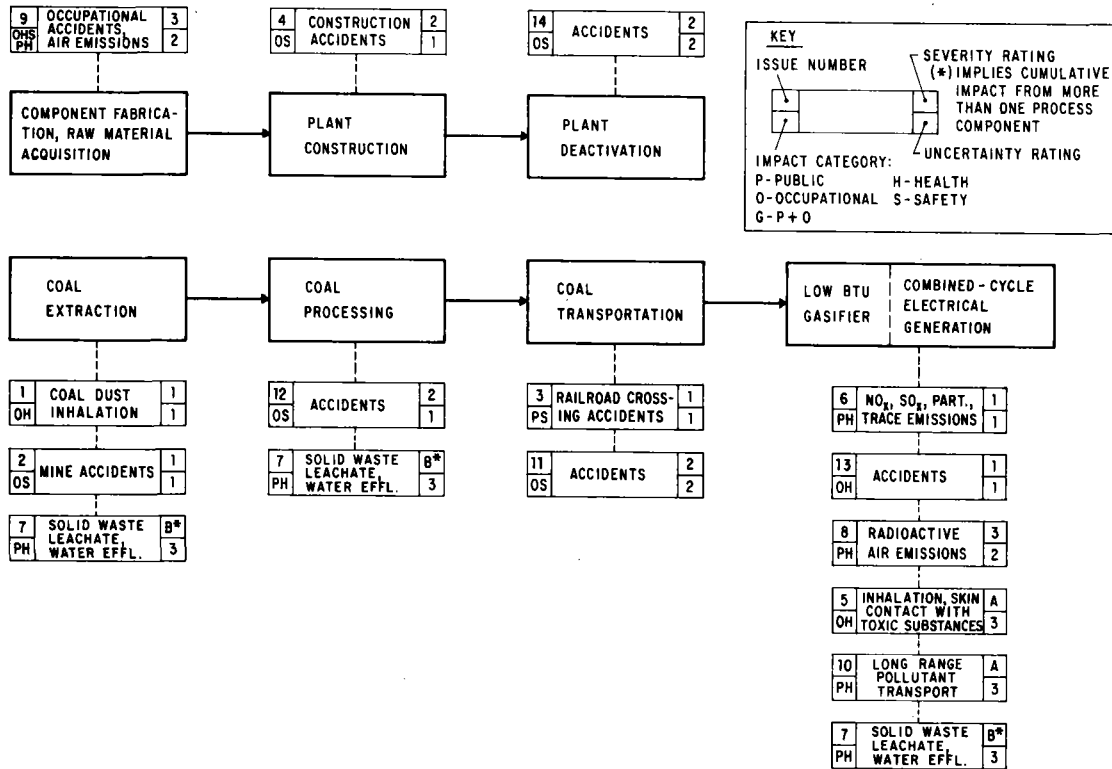 9
OHS
PH
OCCUPATIONAL
ACCIDENTS,
AIR EMISSIONS
3
2
4
OS
CONSTRUCTION
ACCIDENTS
2
1
14
OS
ACCIDENTS
2
2
COMPONENT FABRICA-
TION, RAW MATERIAL
ACQUISITION
PLANT
CONSTRUCTION
PLANT
DEACTIVATION
KEY
ISSUE NUMBER
SEVERITY RATING
(*) IMPLIES CUMULATIVE
IMPACT FROM MORE
THAN ONE PROCESS
COMPONENT
UNCERTAINTY RATING
IMPACT CATEGORY:
P-PUBLIC H-HEALTH
O-OCCUPATIONAL S-SAFETY
G-P+O
COAL
EXTRACTION
COAL
PROCESSING
COAL
TRANSPORTATION
LOW BTU
GASIFIER
COMBINED-CYCLE
ELECTRICAL
GENERATION
1
OH
COAL DUST
INHALATION
1
1
2
OS
MINE ACCIDENTS
1
1
7
PH
SOLID WASTE
LEACHATE,
WATER EFFL.
B*
3
12
OS
ACCIDENTS
2
1
7
PH
SOLID WASTE
LEACHATE,
WATER EFFL.
B*
3
3
PS
RAILROAD CROSS-
ING ACCIDENTS
1
1
11
OS
ACCIDENTS
2
2
6
PH
NOX, SOX, PART.,
TRACE EMISSIONS
1
1
13
OH
ACCIDENTS
1
1
8
PH
RADIOACTIVE
AIR EMISSIONS
3
2
5
OH
INHALATION, SKIN
CONTACT WITH
TOXIC SUBSTANCES
A
3
10
PH
LONG RANGE
POLLUTANT
TRANSPORT
A
3
7
PH
SOLID WASTE
LEACHATE,
WATER EFFL.
B*
3